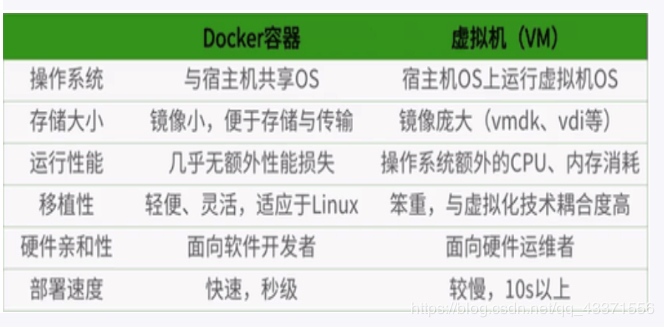 Docker容器 虚拟机（VM）
操作系统 与宿主机共享OS 宿主机OS上运行虚拟机OS
存储大小 镜像小，便于存储与传输 镜像庞大（vmdk、vdi等）
运行性能 几乎无额外性能损失 操作系统额外的CPU、内存消耗
移植性 轻便、灵活，适应于Linux 笨重，与虚拟化技术耦合度高
硬件亲和性 面向软件开发者 面向硬件运维者
部署速度 快速，秒级 较慢，10s以上
https://blog.csdn.net/qq_43371556